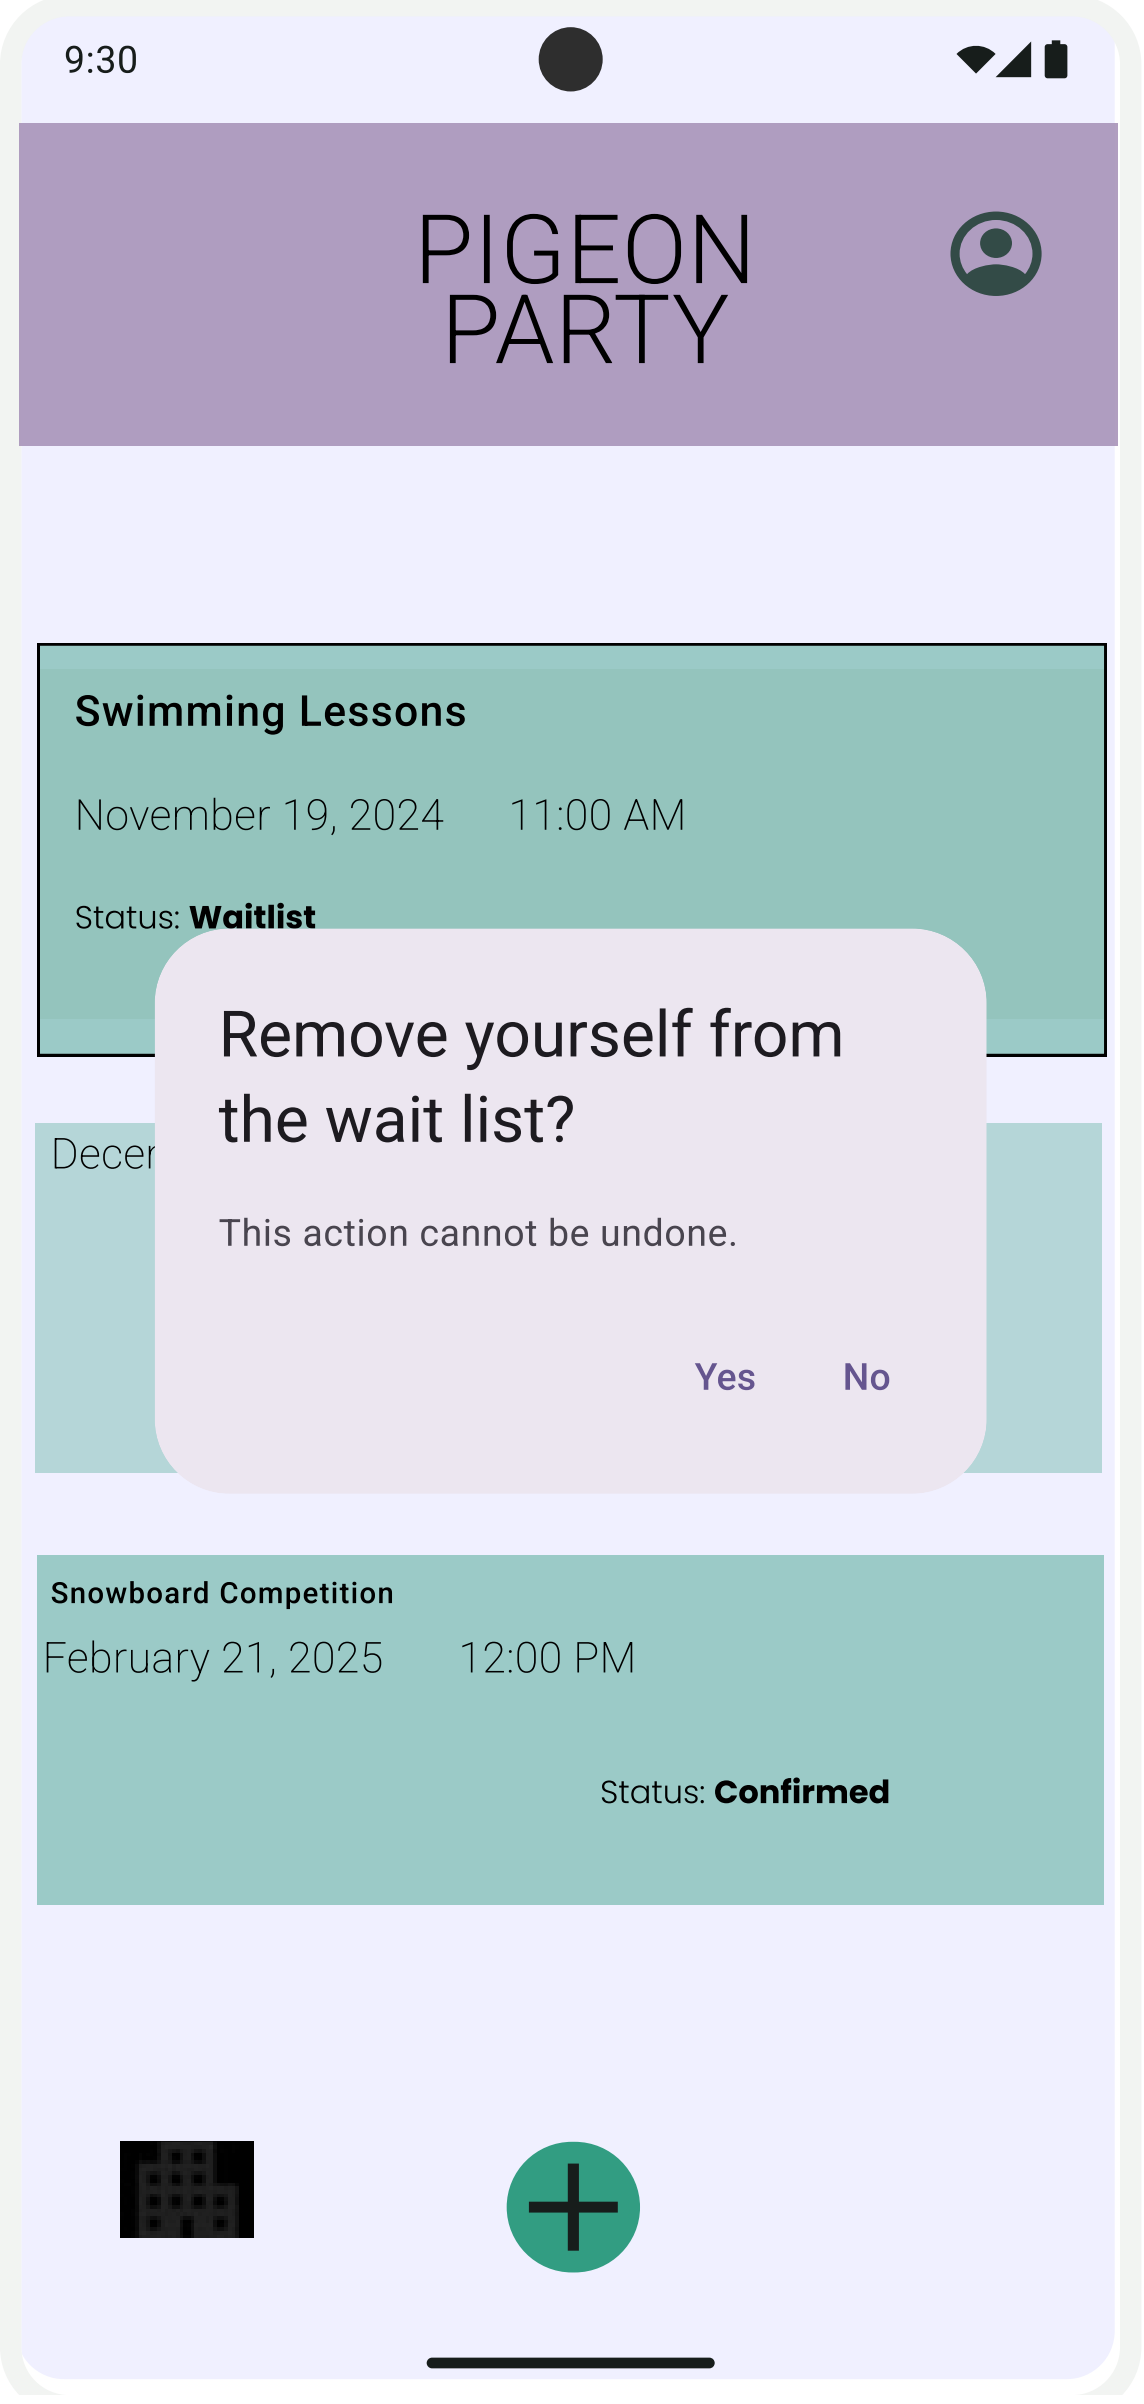 9:30
PIGEON
PARTY
Swimming Lessons
November 19, 2024 11:00 AM
Status: Waitlist
Remove yourself from
the wait list?
This action cannot be undone.
Yes No
Snowboard Competition
February 21, 2025 12:00 PM
Status: Confirmed